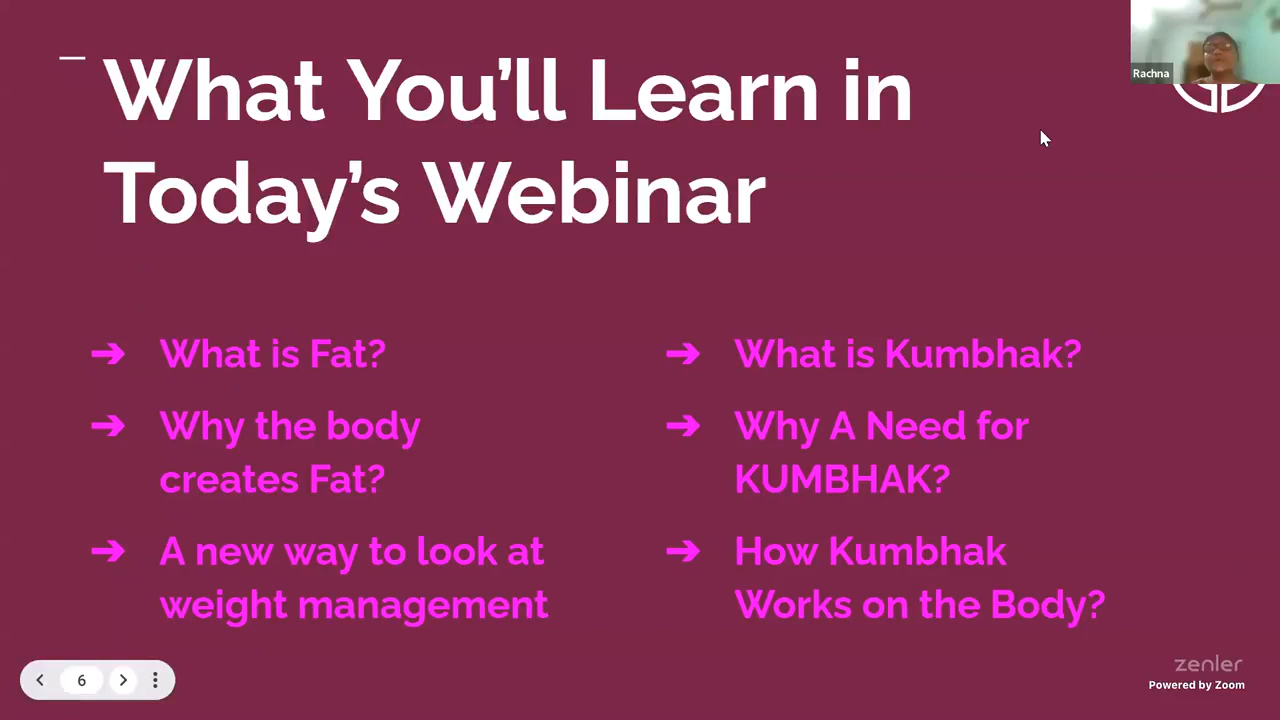 What You'll Learn in
Today's Webinar
Rachna
➔ What is Fat?
➔ Why the body
creates Fat?
➔ A new way to look at
weight management
➔ What is Kumbhak?
➔ Why A Need for
KUMBHAK?
➔ How Kumbhak
Works on the Body?
6
zenler
Powered by Zoom